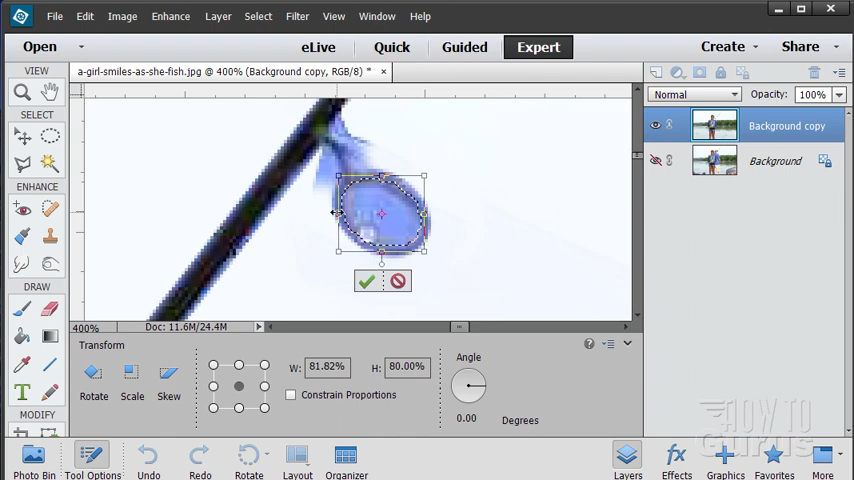 File Edit Image Enhance Layer Select Filter View Window Help
Open eLive Quick Guided Expert Create Share
VIEW
a-girl-smiles-as-she-fish.jpg @ 400% (Background copy, RGB/8) * ×
Normal Opacity: 100%
SELECT
Background copy
Background
ENHANCE
DRAW
400% Doc: 11.6M/24.4M
Transform
W: 81.82% H: 80.00% Angle
Constrain Proportions
Rotate Scale Skew 0.00 Degrees
T
MODIFY
HOW TO
Gurus
Photo Bin Tool Options Undo Redo Rotate Layout Organizer Layers Effects Graphics Favorites More